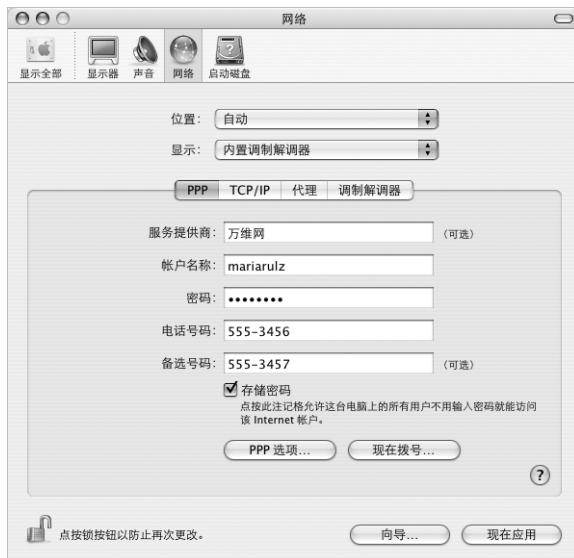 网络
显示全部 显示器 声音 网络 启动磁盘
位置： 自动
显示： 内置调制解调器
PPP TCP/IP 代理 调制解调器
服务提供商： 万维网 （可选）
帐户名称： mariarulz
密码： ••••••••
电话号码： 555-3456
备选号码： 555-3457 （可选）
存储密码
点按此注记格允许这台电脑上的所有用户不用输入密码就能访问
该 Internet 帐户。
PPP 选项... 现在拨号...
?
点按锁按钮以防止再次更改。 向导... 现在应用